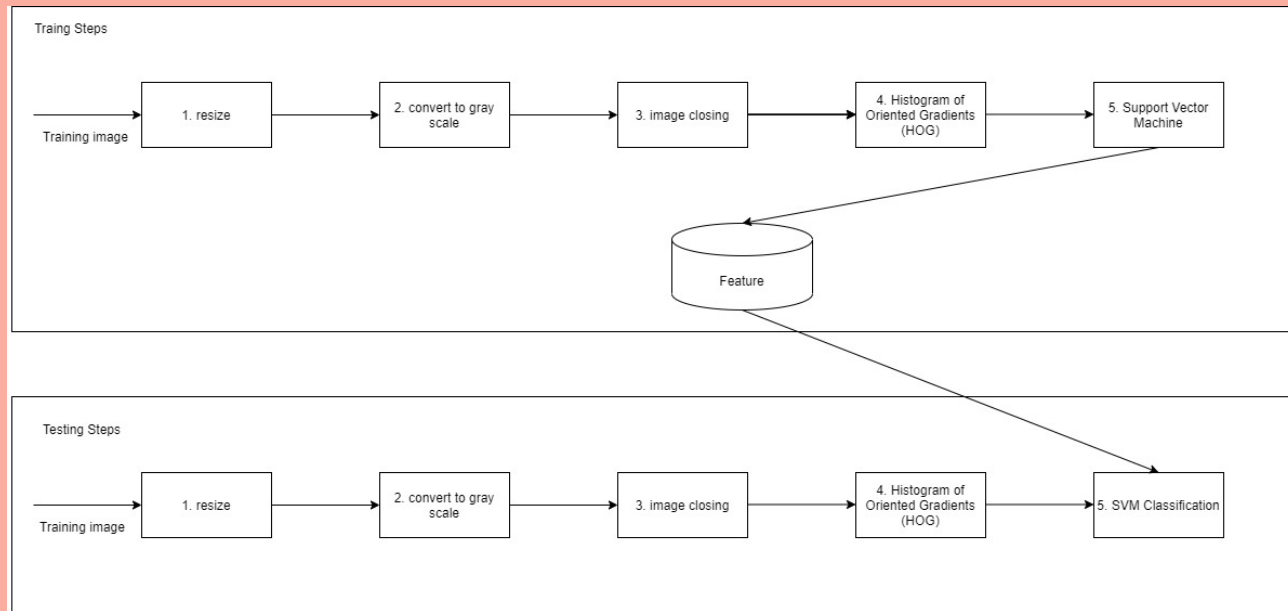 Traing Steps
Training image
1. resize
2. convert to gray
scale
3. image closing
4. Histogram of
Oriented Gradients
(HOG)
5. Support Vector
Machine
Feature
Testing Steps
Training image
1. resize
2. convert to gray
scale
3. image closing
4. Histogram of
Oriented Gradients
(HOG)
5. SVM Classification